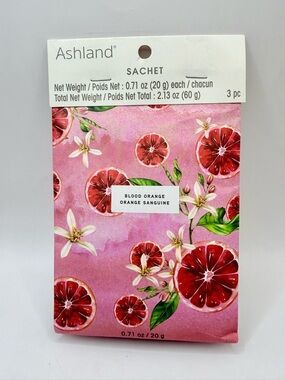 Ashland®
SACHET
Net Weight / Poids Net : 0.71 oz (20 g) each / chacun
Total Net Weight / Poids Net Total : 2.13 oz (60 g) 3 pc
BLOOD ORANGE
ORANGE SANGUINE
0.71 oz / 20 g